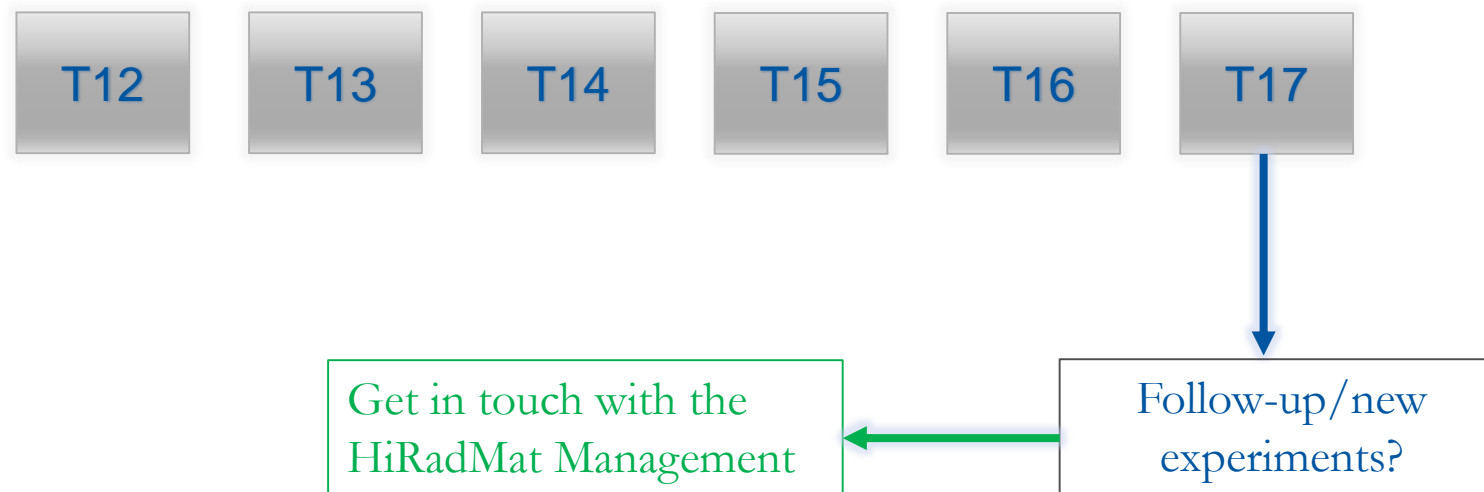 T12 T13 T14 T15 T16 T17
Get in touch with the
HiRadMat Management
Follow-up/new
experiments?